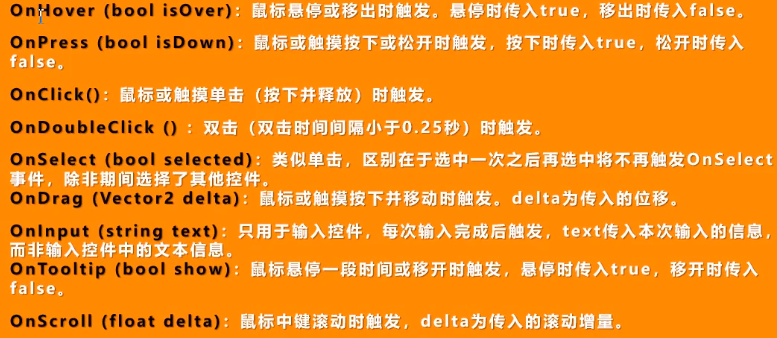 OnHover (bool isOver)：鼠标悬停或移出时触发。悬停时传入true，移出时传入false。
OnPress (bool isDown)：鼠标或触摸按下或松开时触发，按下时传入true，松开时传入
false。
OnClick()：鼠标或触摸单击（按下并释放）时触发。
OnDoubleClick () ：双击（双击时间间隔小于0.25秒）时触发。
OnSelect (bool selected)：类似单击，区别在于选中一次之后再选中将不再触发OnSelect
事件，除非期间选择了其他控件。
OnDrag (Vector2 delta)：鼠标或触摸按下并移动时触发。delta为传入的位移。
OnInput (string text)：只用于输入控件，每次输入完成后触发，text传入本次输入的信息，
而非输入控件中的文本信息。
OnTooltip (bool show)：鼠标悬停一段时间或移开时触发，悬停时传入true，移开时传入
false。
OnScroll (float delta)：鼠标中键滚动时触发，delta为传入的滚动增量。